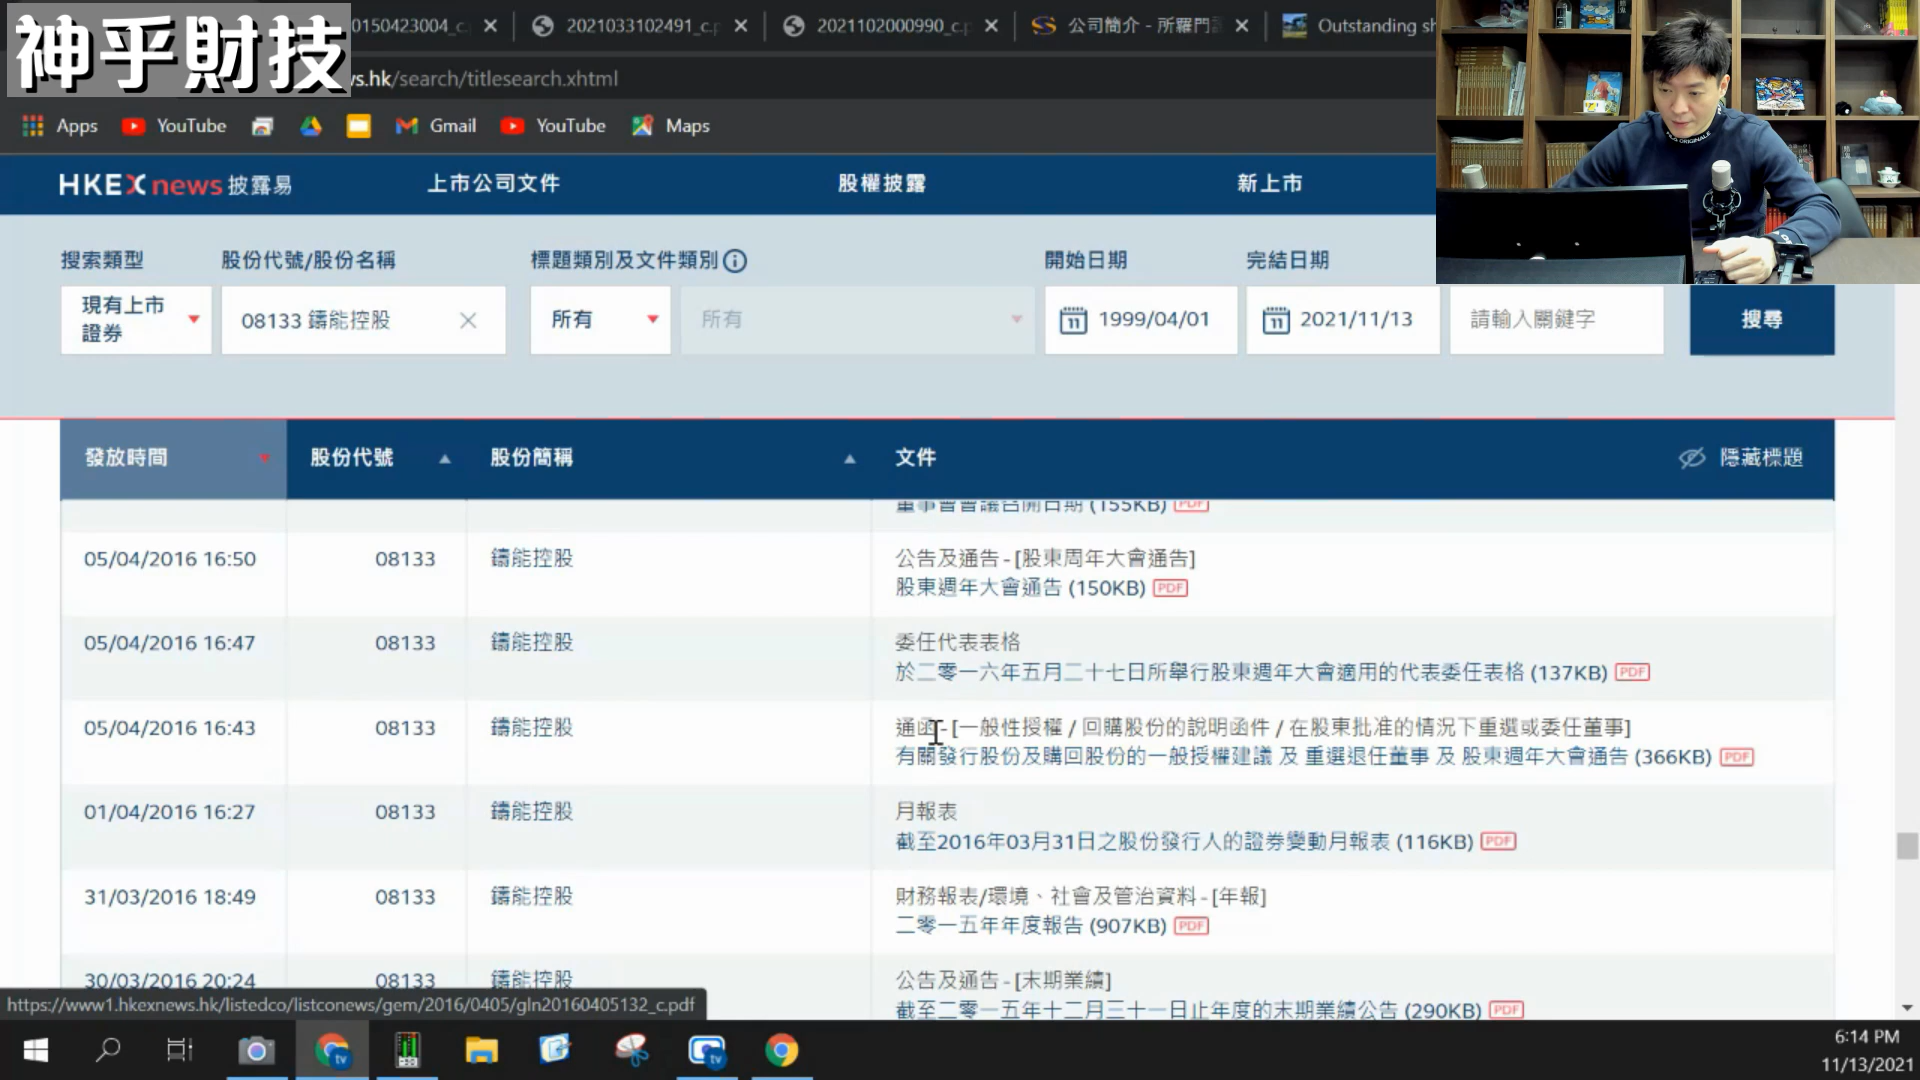 神乎財技
0150423004_c
2021033102491_c.p
2021102000990_c.p
公司簡介 - 所羅門
Outstanding sh
vs.hk/search/titlesearch.xhtml
Apps YouTube Gmail YouTube Maps
HKEX news 披露易 上市公司文件 股權披露 新上市
搜索類型 股份代號/股份名稱 標題類別及文件類別 開始日期 完結日期
現有上市證券 08133 鑄能控股 所有 所有 1999/04/01 2021/11/13 請輸入關鍵字 搜尋
發放時間 股份代號 股份簡稱 文件 隱藏標題
董事會會議召開日期 (155KB) PDF
05/04/2016 16:50 08133 鑄能控股 公告及通告 - [股東周年大會通告]
股東週年大會通告 (150KB) PDF
05/04/2016 16:47 08133 鑄能控股 委任代表表格
於二零一六年五月二十七日所舉行股東週年大會適用的代表委任表格 (137KB) PDF
05/04/2016 16:43 08133 鑄能控股 通函 - [一般性授權 / 回購股份的說明函件 / 在股東批准的情況下重選或委任董事]
有關發行股份及購回股份的一般授權建議 及 重選退任董事 及 股東週年大會通告 (366KB) PDF
01/04/2016 16:27 08133 鑄能控股 月報表
截至2016年03月31日之股份發行人的證券變動月報表 (116KB) PDF
31/03/2016 18:49 08133 鑄能控股 財務報表/環境、社會及管治資料 - [年報]
二零一五年年度報告 (907KB) PDF
30/03/2016 20:24 08133 鑄能控股 公告及通告 - [末期業績]
截至二零一五年十二月三十一日止年度的末期業績公告 (290KB) PDF
https://www1.hkexnews.hk/listedco/listconews/gem/2016/0405/gln20160405132_c.pdf
6:14 PM
11/13/2021